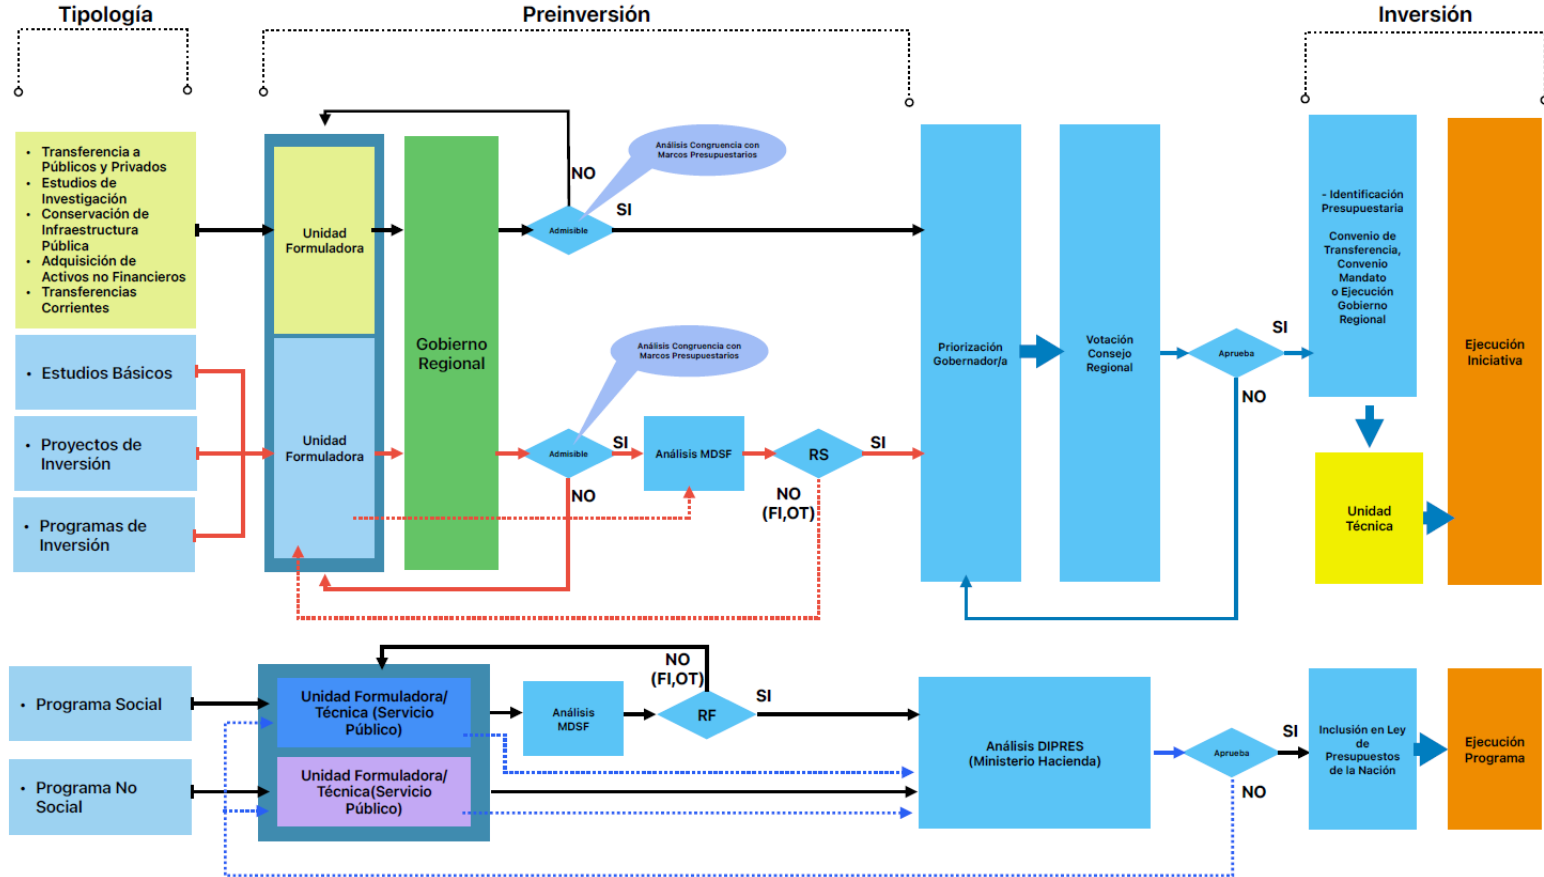 Tipología
Preinversión
Inversión
• Transferencia a
Públicos y Privados
• Estudios de
Investigación
• Conservación de
Infraestructura
Pública
• Adquisición de
Activos no Financieros
• Transferencias
Corrientes
Unidad
Formuladora
Gobierno
Regional
Análisis Congruencia con
Marcos Presupuestarios
NO
Admisible
SI
Priorización
Gobernador/a
Votación
Consejo
Regional
Aprueba
SI
NO
- Identificación
Presupuestaria
Convenio de
Transferencia,
Convenio
Mandato
o Ejecución
Gobierno
Regional
Ejecución
Iniciativa
Unidad
Técnica
• Estudios Básicos
• Proyectos de
Inversión
• Programas de
Inversión
Unidad
Formuladora
Análisis Congruencia con
Marcos Presupuestarios
Admisible
SI
NO
Análisis MDSF
RS
SI
NO
(FI,OT)
• Programa Social
• Programa No
Social
Unidad Formuladora/
Técnica (Servicio
Público)
Unidad Formuladora/
Técnica(Servicio
Público)
Análisis
MDSF
NO
(FI,OT)
RF
SI
Análisis DIPRES
(Ministerio Hacienda)
Aprueba
SI
NO
Inclusión en Ley
de
Presupuestos
de la Nación
Ejecución
Programa